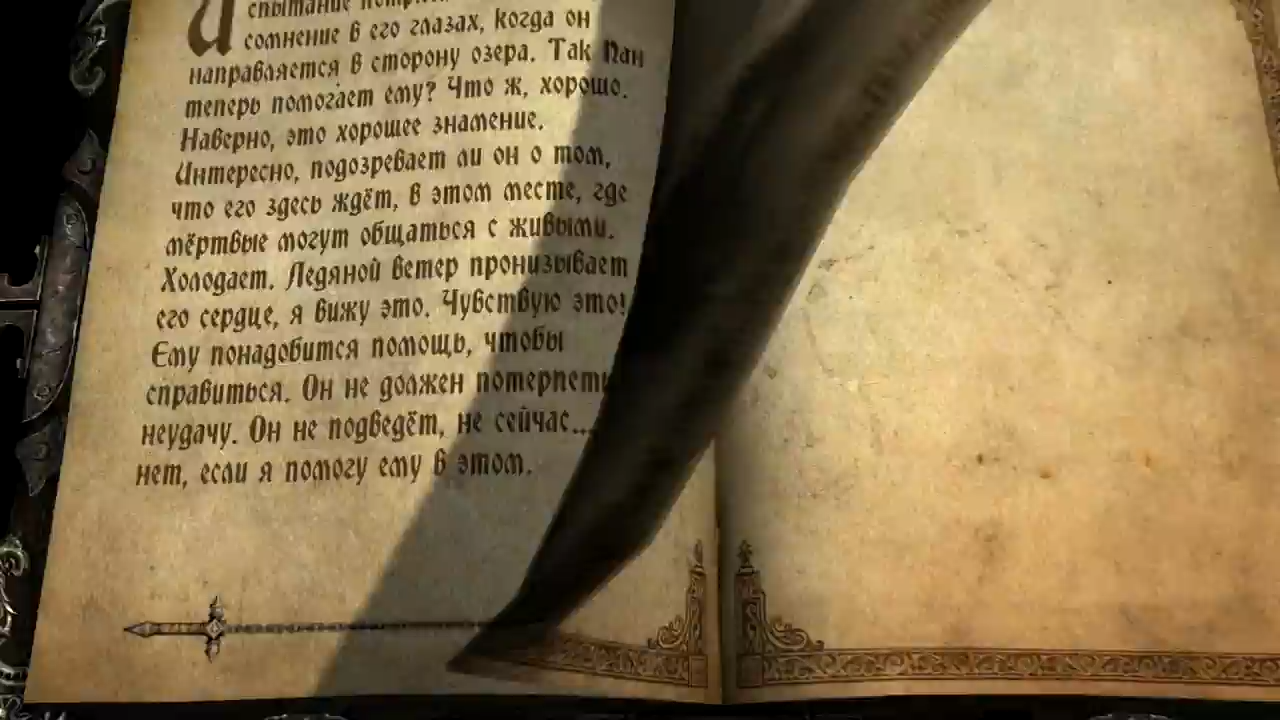 Испытание
сомнение в его глазах, когда он
направляется в сторону озера. Так Пан
теперь помогает ему? Что ж, хорошо.
Наверно, это хорошее знамение.
Интересно, подозревает ли он о том,
что его здесь ждёт, в этом месте, где
мёртвые могут общаться с живыми.
Холодает. Ледяной ветер пронизывает
его сердце, я вижу это. Чувствую это!
Ему понадобится помощь, чтобы
справиться. Он не должен потерпеть
неудачу. Он не подведёт, не сейчас...
нет, если я помогу ему в этом.